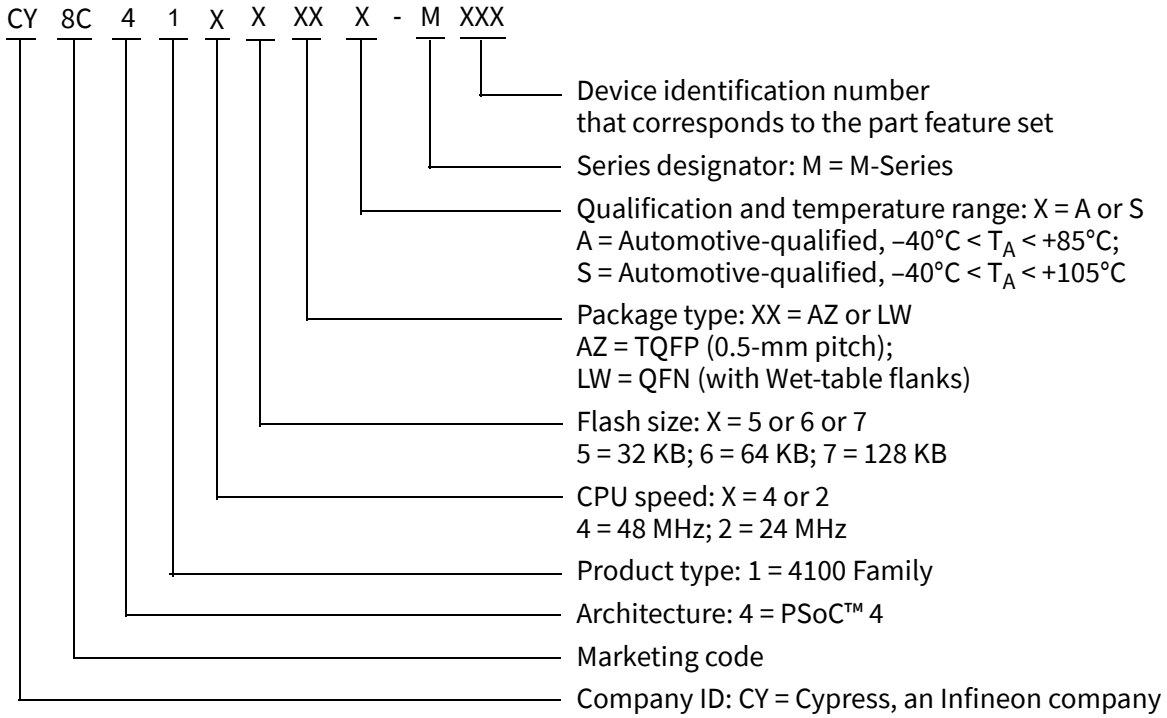 CY 8C 4 1 X X XX X - M XXX
Device identification number
that corresponds to the part feature set
Series designator: M = M-Series
Qualification and temperature range: X = A or S
A = Automotive-qualified, –40°C < TA < +85°C;
S = Automotive-qualified, –40°C < TA < +105°C
Package type: XX = AZ or LW
AZ = TQFP (0.5-mm pitch);
LW = QFN (with Wet-table flanks)
Flash size: X = 5 or 6 or 7
5 = 32 KB; 6 = 64 KB; 7 = 128 KB
CPU speed: X = 4 or 2
4 = 48 MHz; 2 = 24 MHz
Product type: 1 = 4100 Family
Architecture: 4 = PSoC™ 4
Marketing code
Company ID: CY = Cypress, an Infineon company